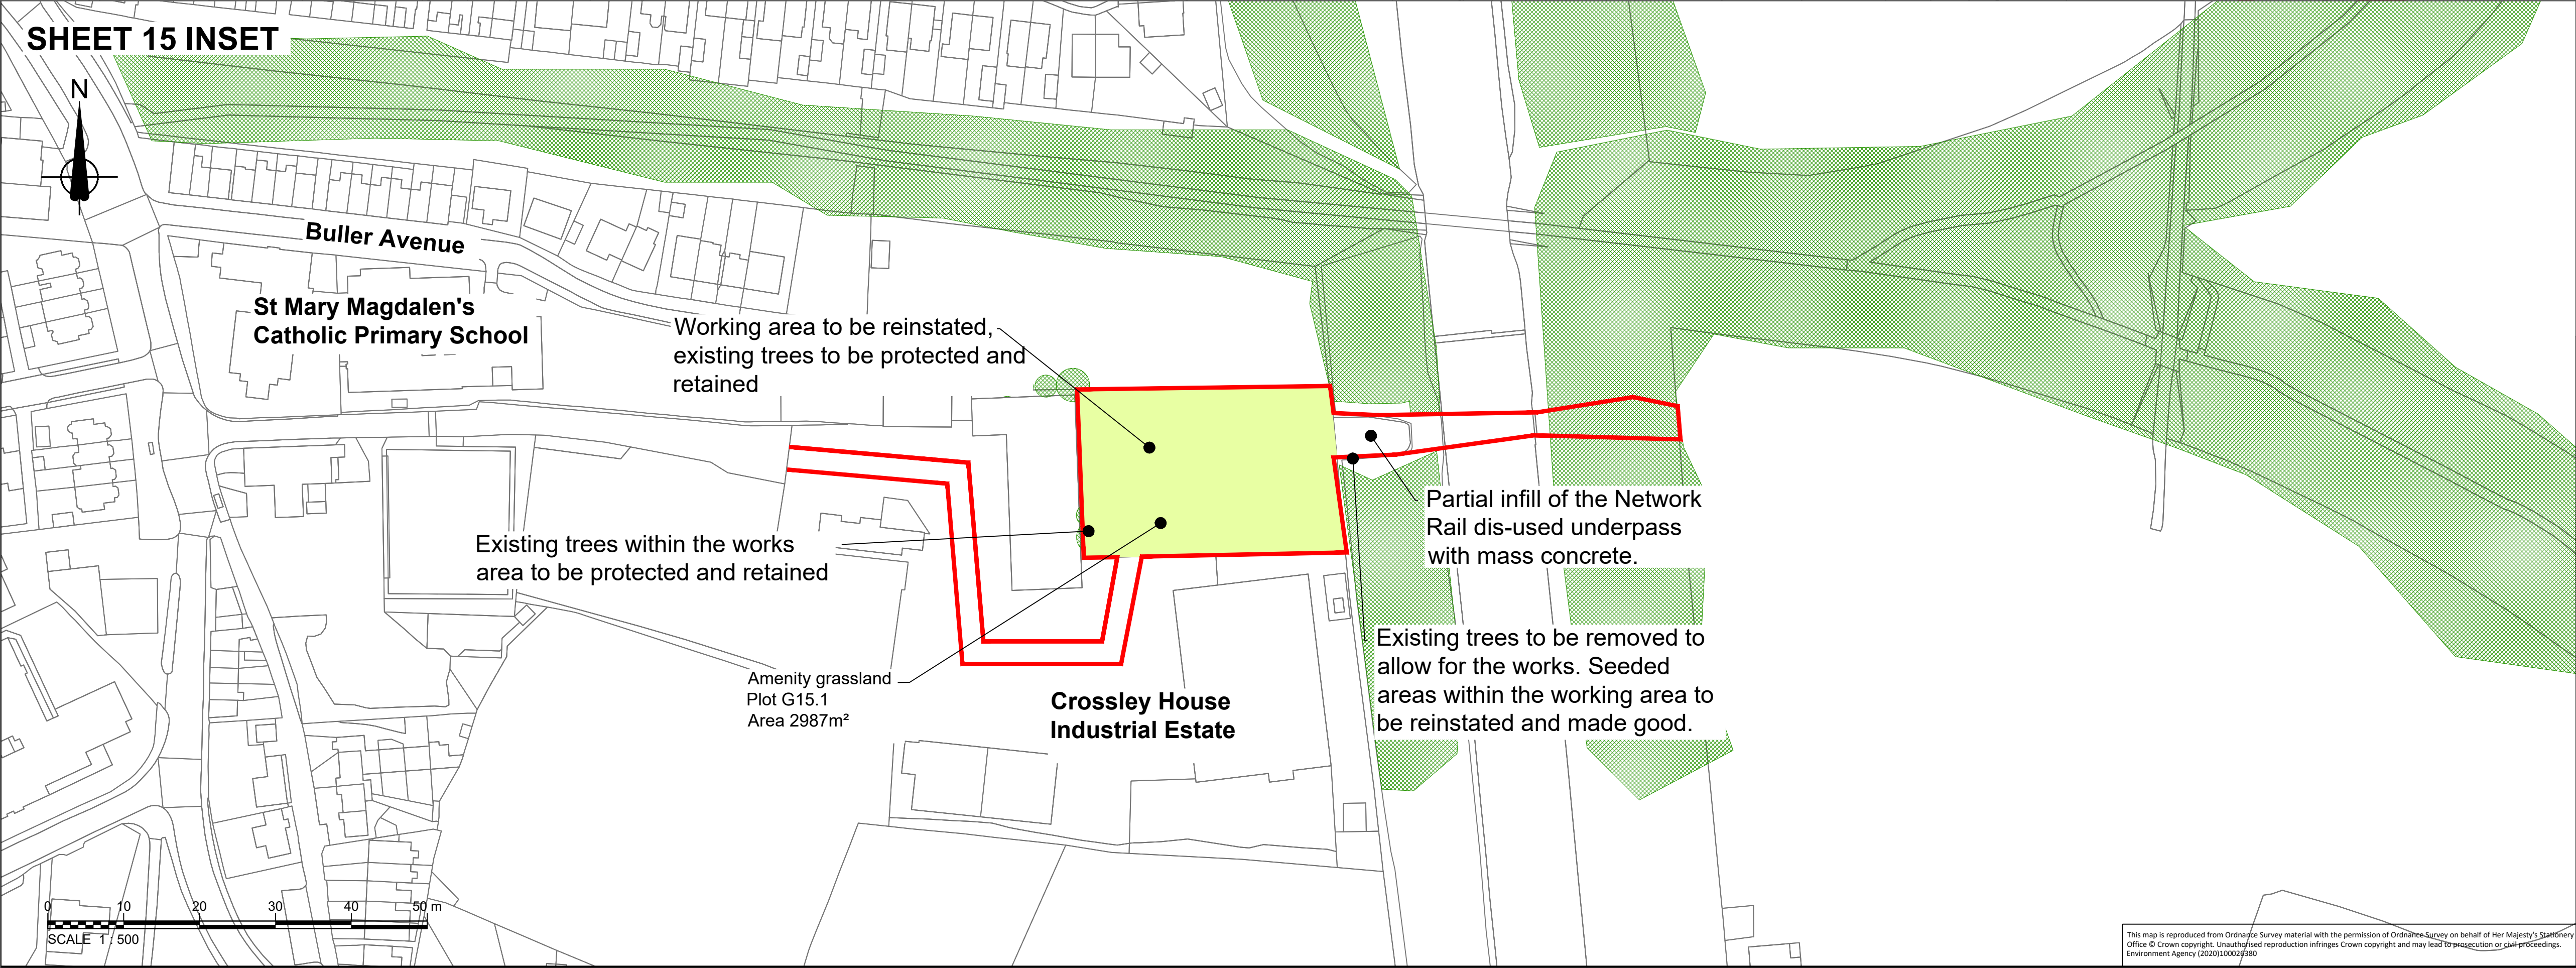 SHEET 15 INSET
N
Buller Avenue
St Mary Magdalen's
Catholic Primary School
Working area to be reinstated,
existing trees to be protected and
retained
Existing trees within the works
area to be protected and retained
Partial infill of the Network
Rail dis-used underpass
with mass concrete.
Existing trees to be removed to
allow for the works. Seeded
areas within the working area to
be reinstated and made good.
Amenity grassland
Plot G15.1
Area 2987m²
Crossley House
Industrial Estate
0 10 20 30 40 50 m
SCALE 1 : 500
This map is reproduced from Ordnance Survey material with the permission of Ordnance Survey on behalf of Her Majesty's Stationery
Office © Crown copyright. Unauthorised reproduction infringes Crown copyright and may lead to prosecution or civil proceedings.
Environment Agency (2020)100026380